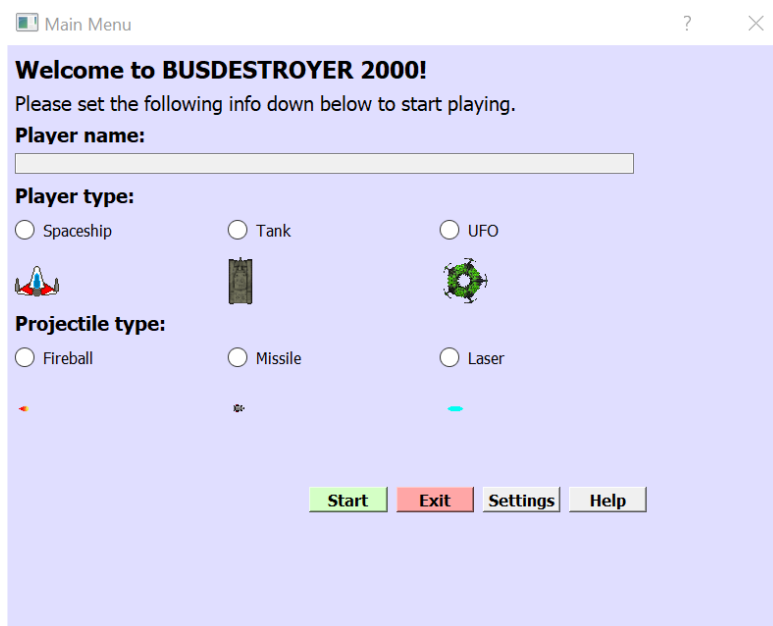 Main Menu
Welcome to BUSDESTROYER 2000!
Please set the following info down below to start playing.
Player name:
Player type:
Spaceship Tank UFO
Projectile type:
Fireball Missile Laser
Start Exit Settings Help